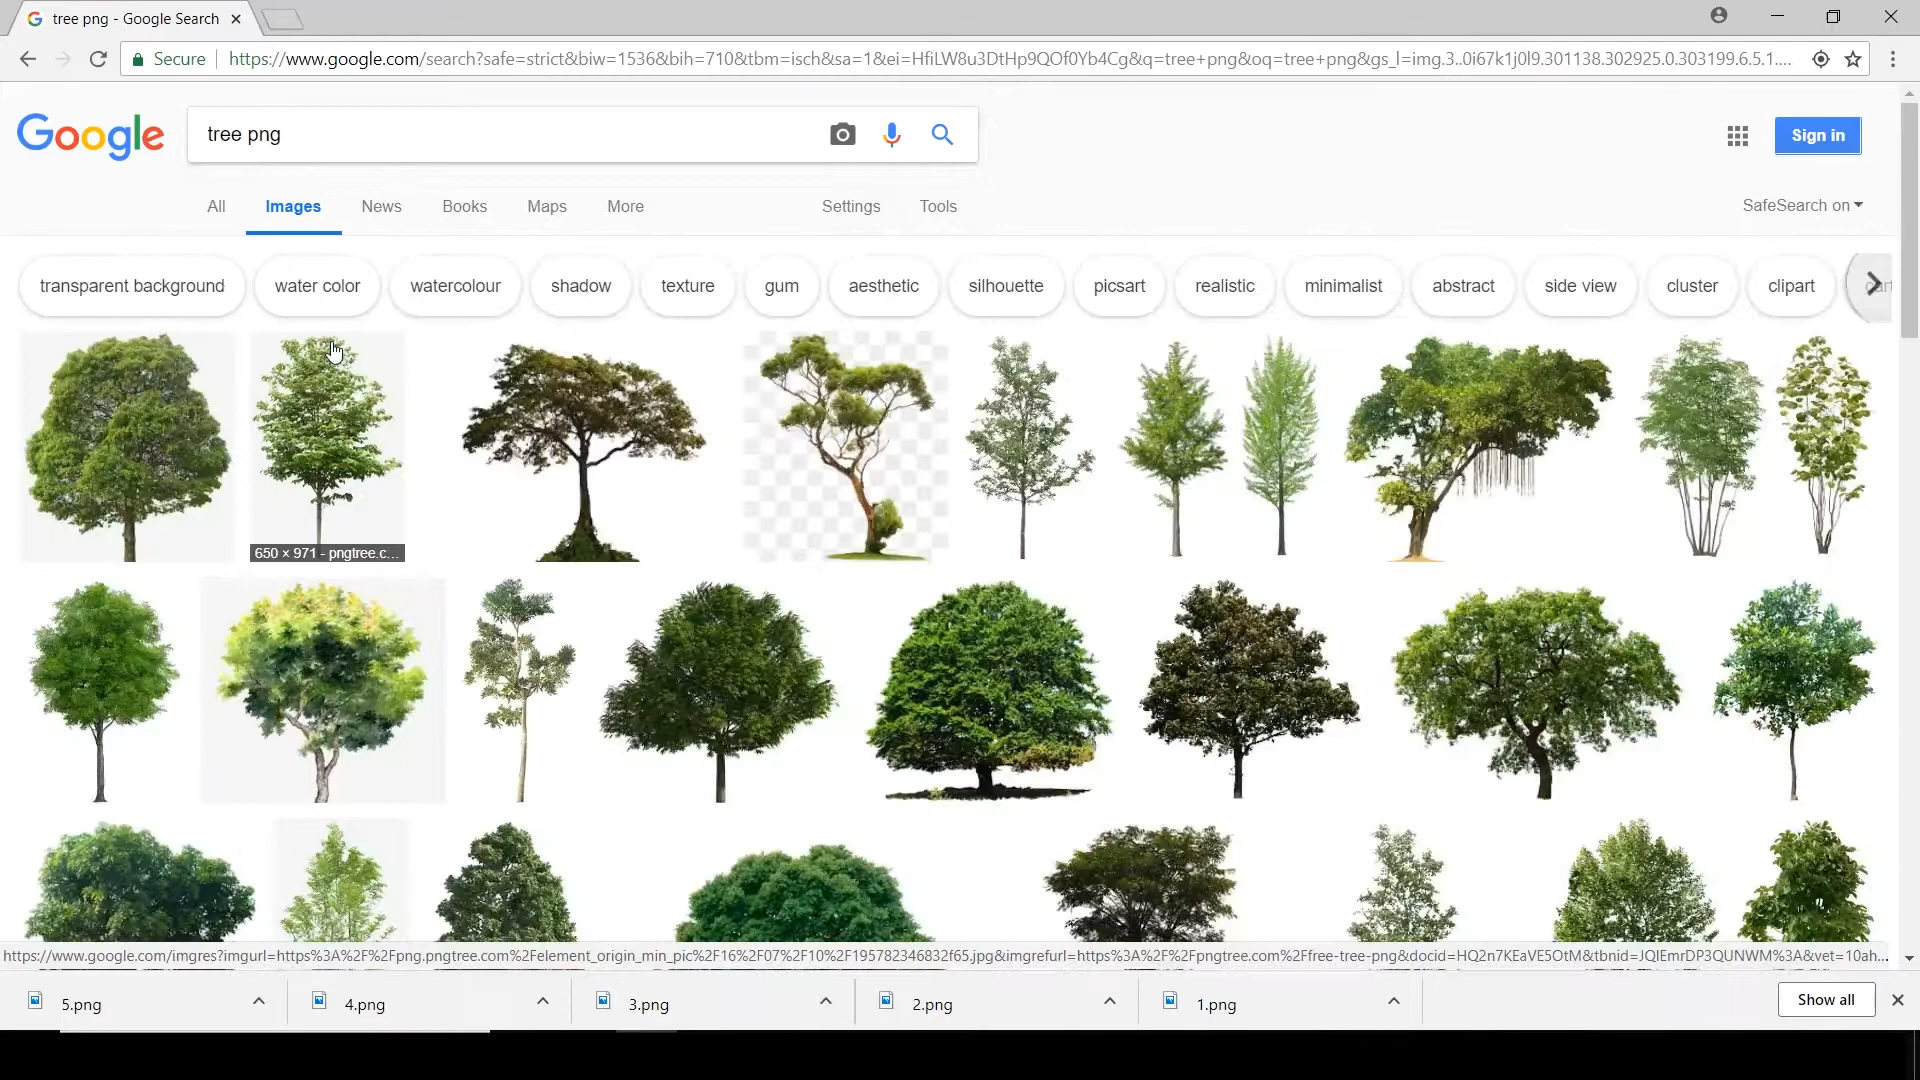 tree png - Google Search
Secure
https://www.google.com/search?safe=strict&biw=1536&bih=710&tbm=isch&sa=1&ei=HfiLW8u3DtHp9QOf0Yb4Cg&q=tree+png&oq=tree+png&gs_l=img.3..0i67k1j0l9.301138.302925.0.303199.6.5.1....
Google
tree png
Sign in
All Images News Books Maps More Settings Tools
SafeSearch on
transparent background water color watercolour shadow texture gum aesthetic silhouette picsart realistic minimalist abstract side view cluster clipart
650 × 971 - pngtree.c...
https://www.google.com/imgres?imgurl=https%3A%2F%2Fpng.pngtree.com%2Felement_origin_min_pic%2F16%2F07%2F10%2F195782346832f65.jpg&imgrefurl=https%3A%2F%2Fpngtree.com%2Ffree-tree-png&docid=HQ2n7KEaVE5OtM&tbnid=JQlEmrDP3QUNWM%3A&vet=10ah...
5.png 4.png 3.png 2.png 1.png
Show all